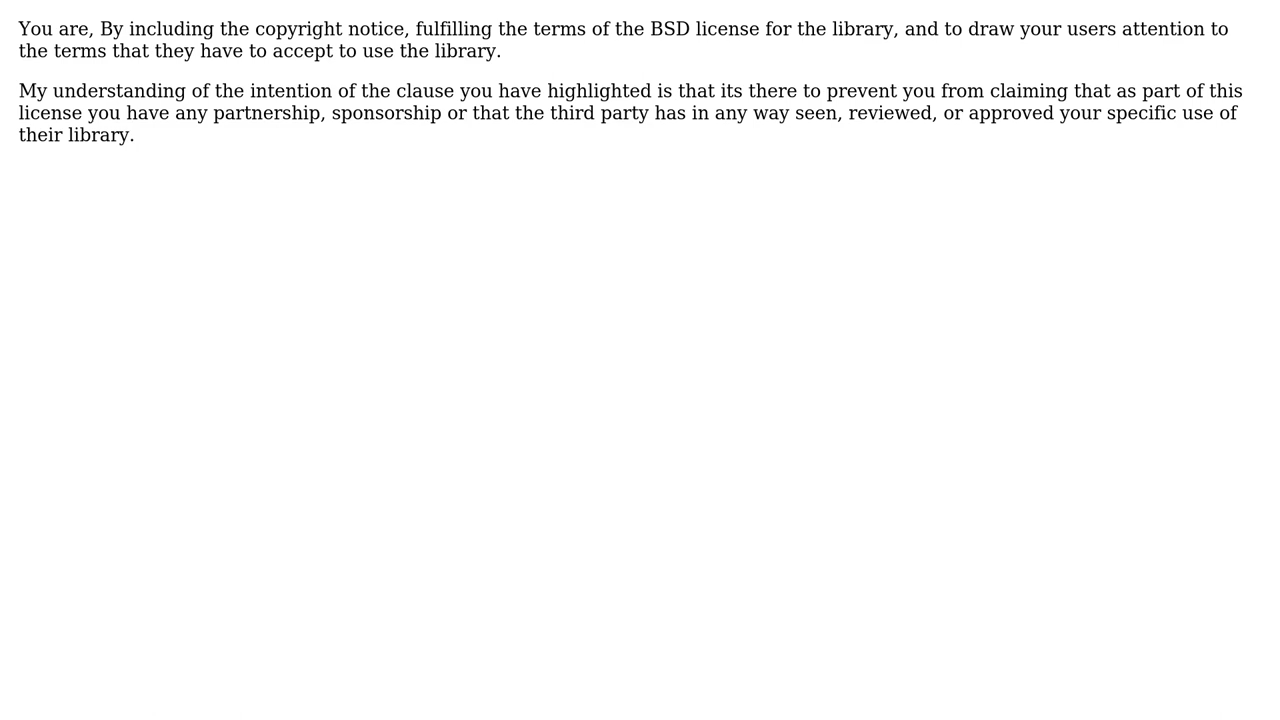 You are, By including the copyright notice, fulfilling the terms of the BSD license for the library, and to draw your users attention to
the terms that they have to accept to use the library.
My understanding of the intention of the clause you have highlighted is that its there to prevent you from claiming that as part of this
license you have any partnership, sponsorship or that the third party has in any way seen, reviewed, or approved your specific use of
their library.